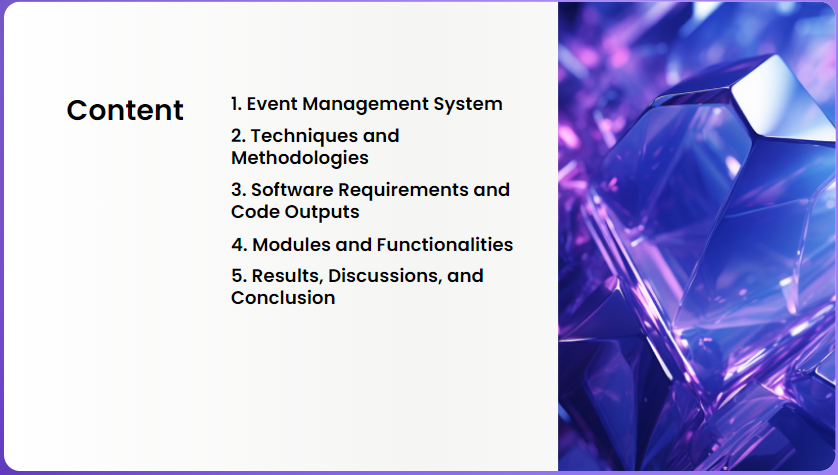 Content
1. Event Management System
2. Techniques and
Methodologies
3. Software Requirements and
Code Outputs
4. Modules and Functionalities
5. Results, Discussions, and
Conclusion